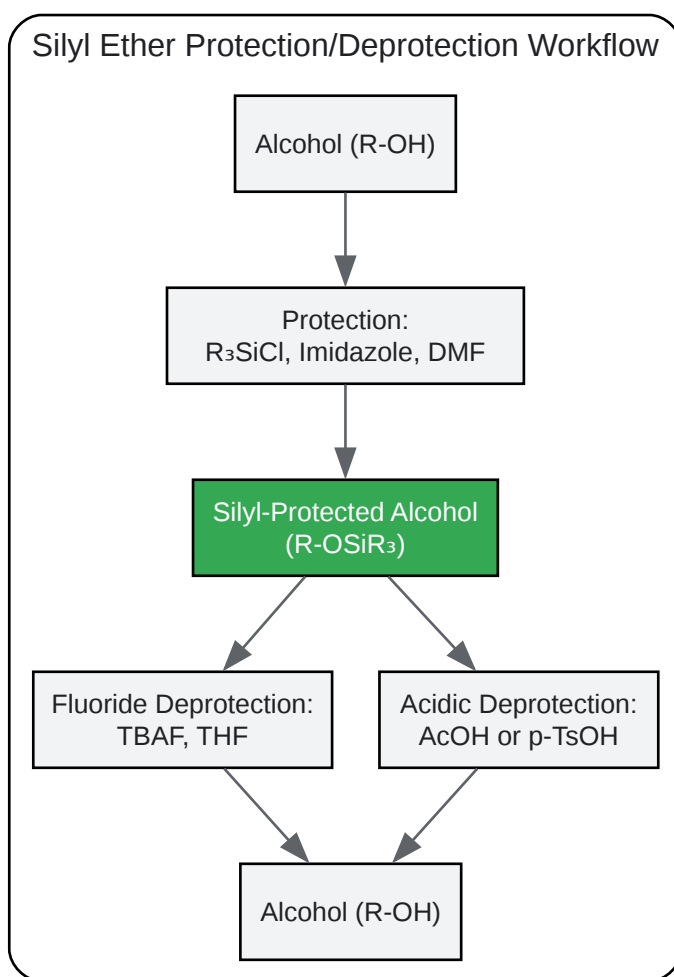 Silyl Ether Protection/Deprotection Workflow
Alcohol (R-OH)
Protection:
R₃SiCl, Imidazole, DMF
Silyl-Protected Alcohol
(R-OSiR₃)
Fluoride Deprotection:
TBAF, THF
Acidic Deprotection:
AcOH or p-TsOH
Alcohol (R-OH)